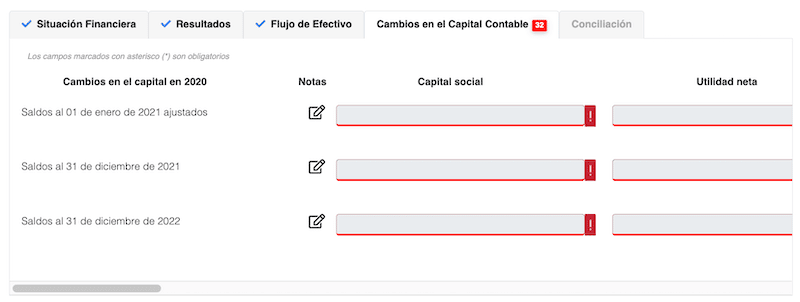 Situación Financiera Resultados Flujo de Efectivo Cambios en el Capital Contable 32 Conciliación
Los campos marcados con asterisco (*) son obligatorios
Cambios en el capital en 2020 Notas Capital social Utilidad neta
Saldos al 01 de enero de 2021 ajustados !
Saldos al 31 de diciembre de 2021 !
Saldos al 31 de diciembre de 2022 !